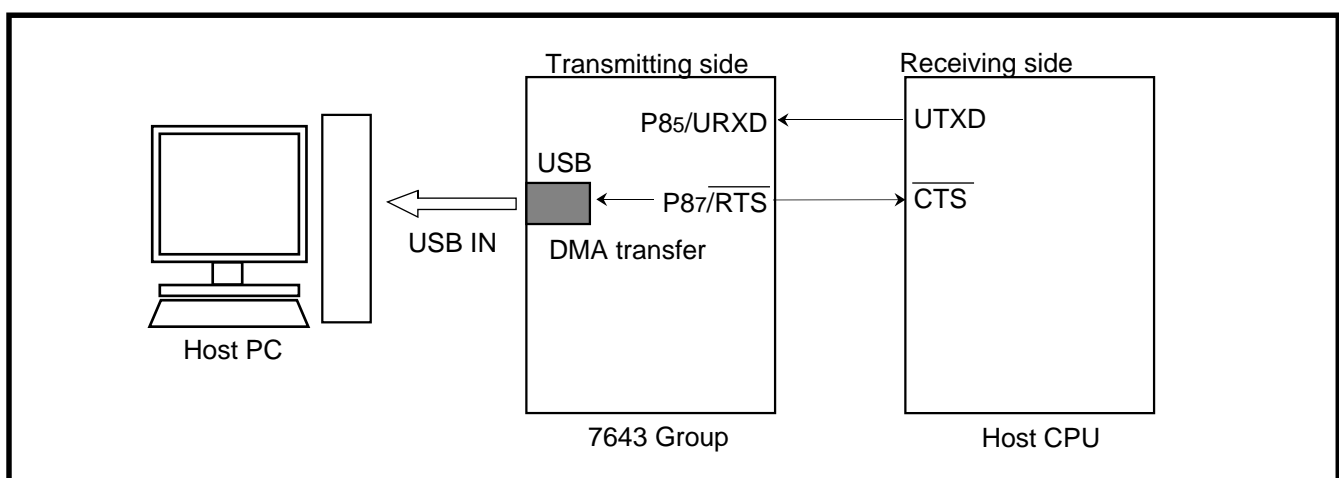 Transmitting side
Receiving side
P85/URXD
UTXD
USB
P87/RTS
CTS
USB IN
DMA transfer
Host PC
7643 Group
Host CPU